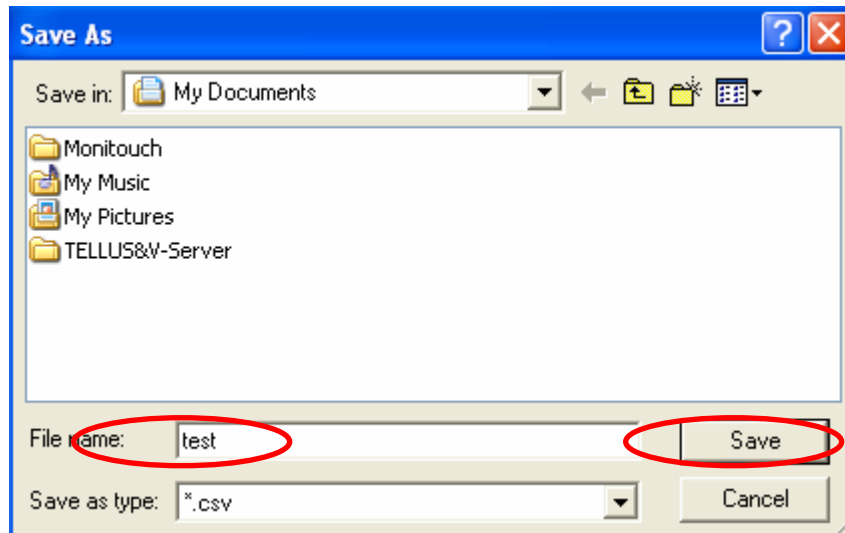 Save As
Save in: My Documents
Monitouch
My Music
My Pictures
TELLUS&V-Server
File name: test Save
Save as type: *.csv Cancel